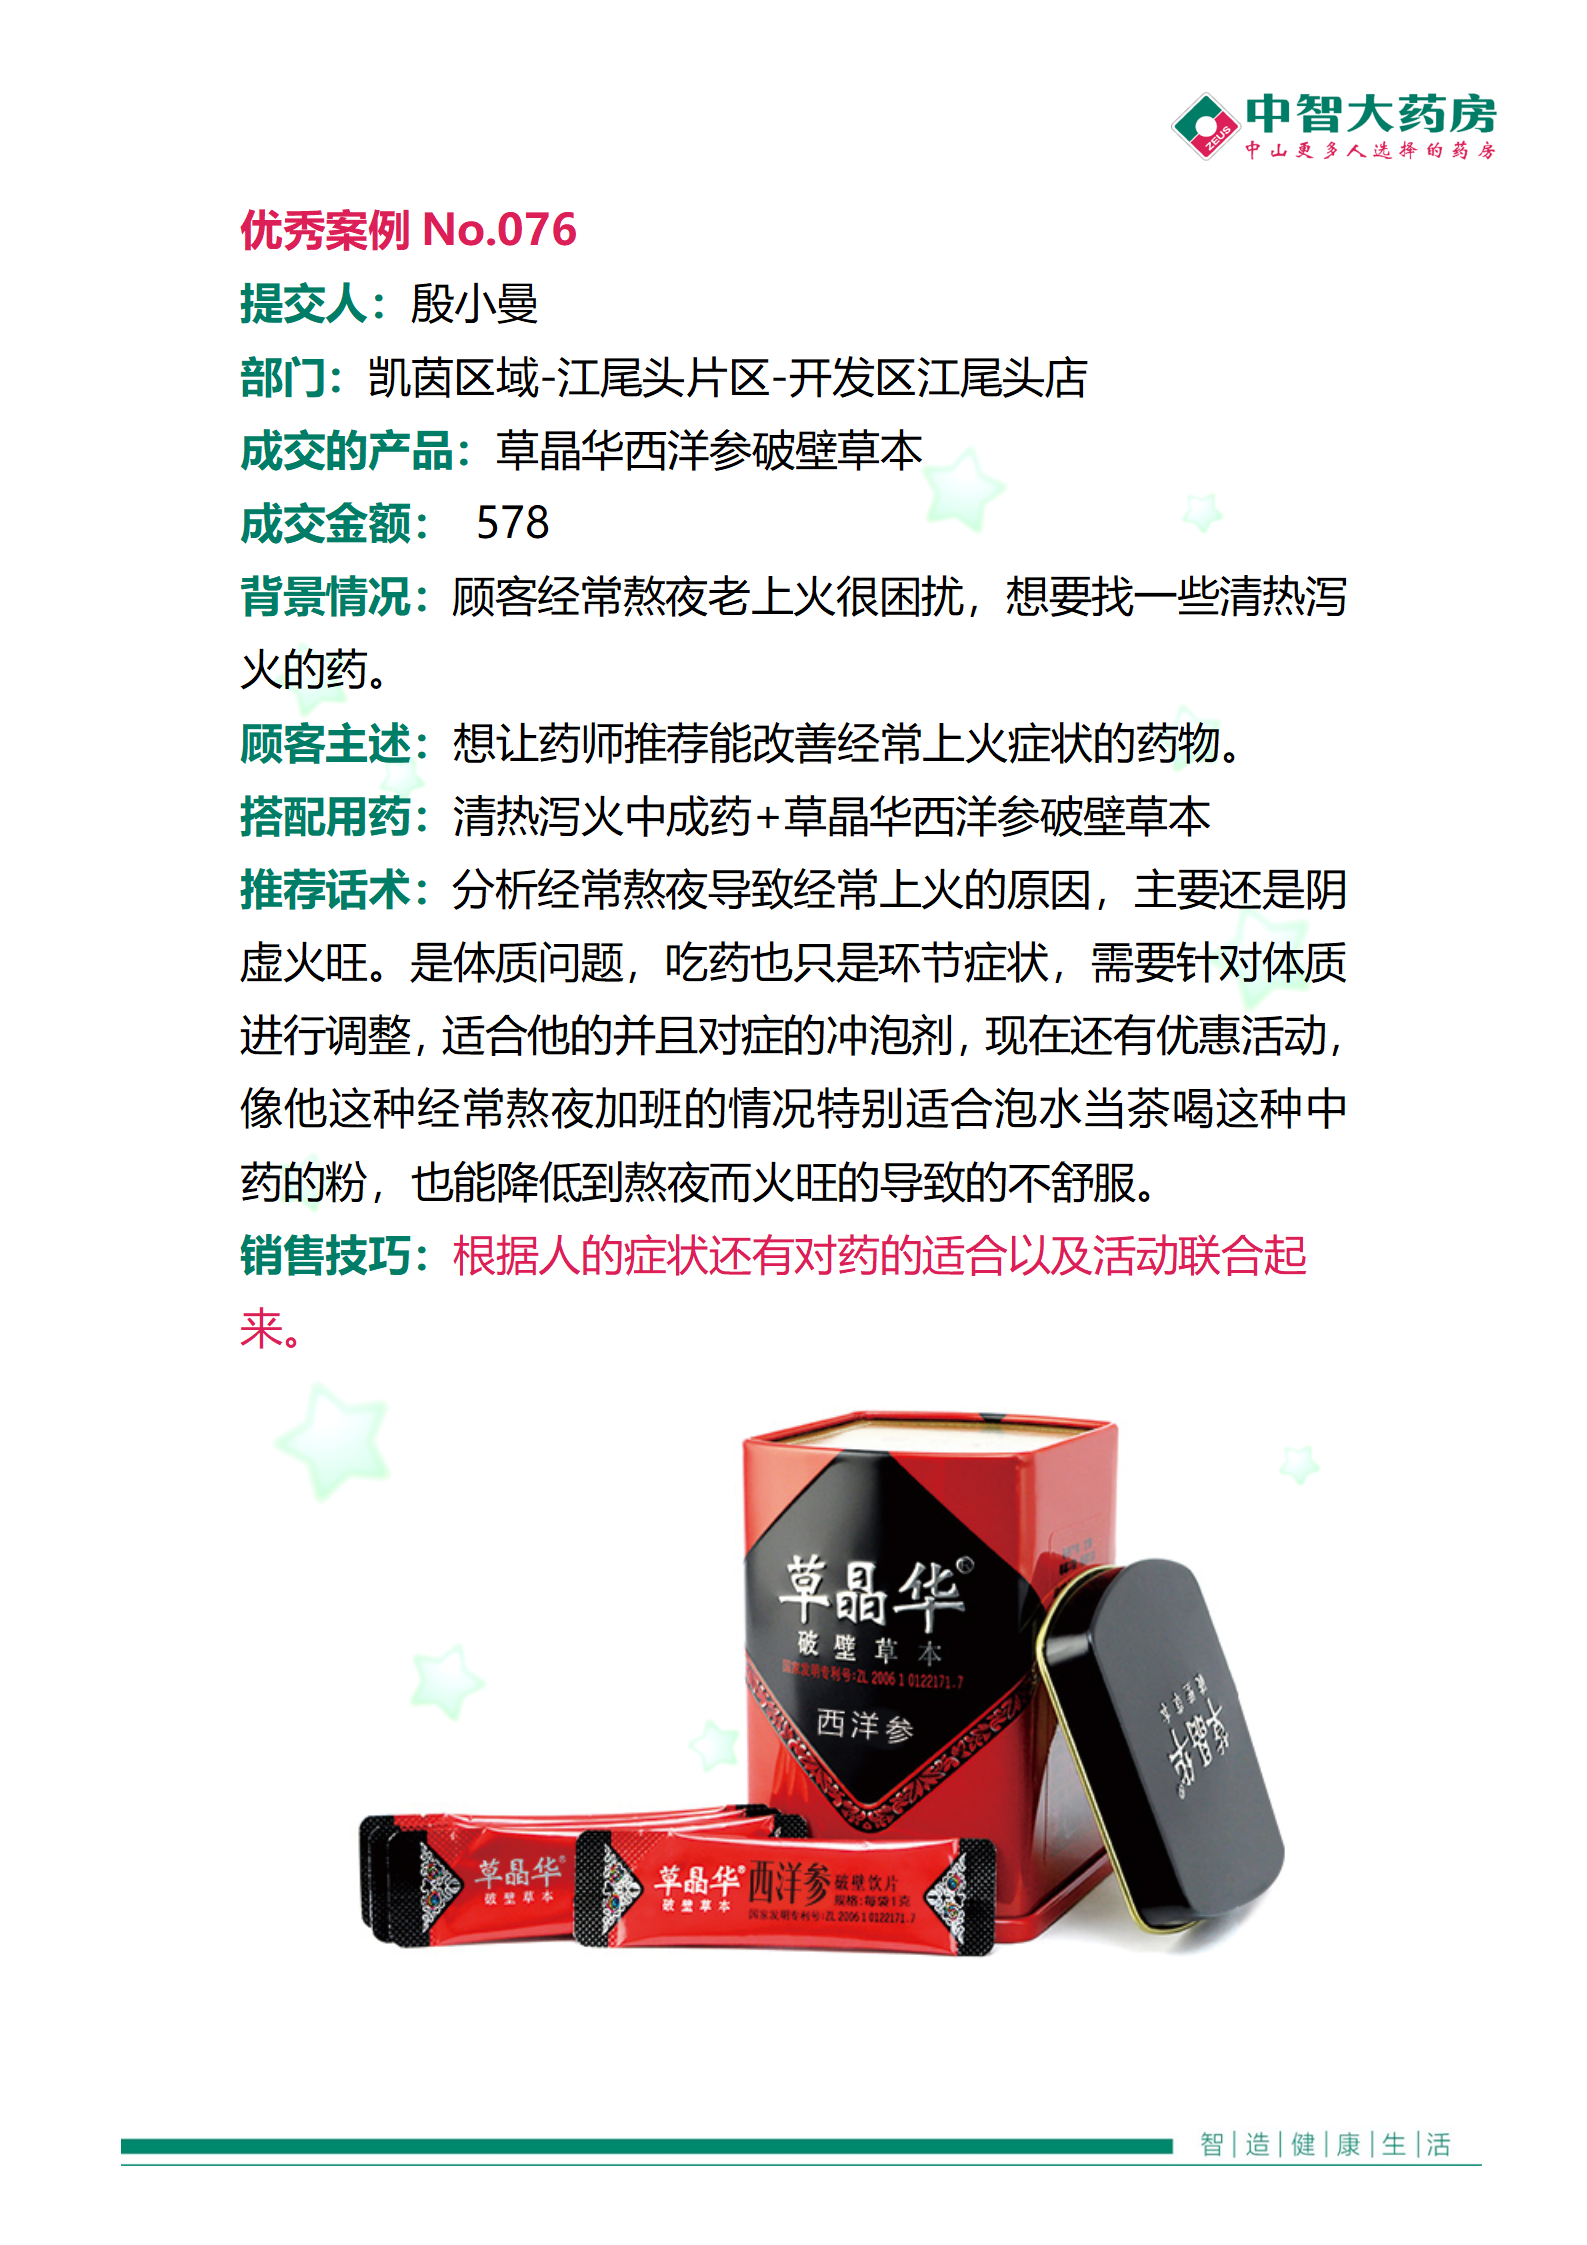 中智大药房
ZEUS
中山更多人选择的药房
优秀案例 No.076
提交人：殷小曼
部门：凯茵区域-江尾头片区-开发区江尾头店
成交的产品：草晶华西洋参破壁草本
成交金额： 578
背景情况：顾客经常熬夜老上火很困扰，想要找一些清热泻
火的药。
顾客主述：想让药师推荐能改善经常上火症状的药物。
搭配用药：清热泻火中成药+草晶华西洋参破壁草本
推荐话术：分析经常熬夜导致经常上火的原因，主要还是阴
虚火旺。是体质问题，吃药也只是环节症状，需要针对体质
进行调整，适合他的并且对症的冲泡剂，现在还有优惠活动，
像他这种经常熬夜加班的情况特别适合泡水当茶喝这种中
药的粉，也能降低到熬夜而火旺的导致的不舒服。
销售技巧：根据人的症状还有对药的适合以及活动联合起
来。
草晶华®
破壁草本
国家发明专利号:ZL 2006 1 0122171.7
西洋参
草晶华®
破壁草本
草晶华®
破壁草本
草晶华® 西洋参 破壁饮片
破壁草本 规格:每袋1克
国家发明专利号:ZL 2006 1 0122171.7
智|造|健|康|生|活